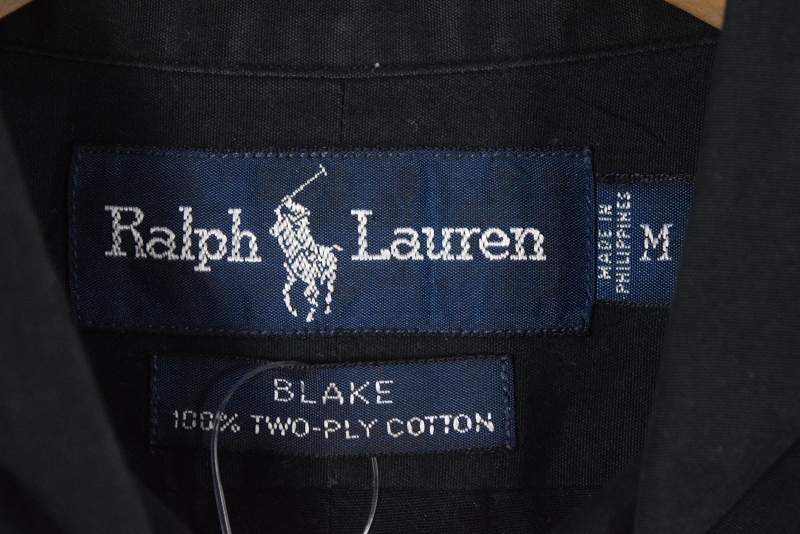 Ralph Lauren
MADE IN
PHILIPPINES
M
BLAKE
100% TWO-PLY COTTON